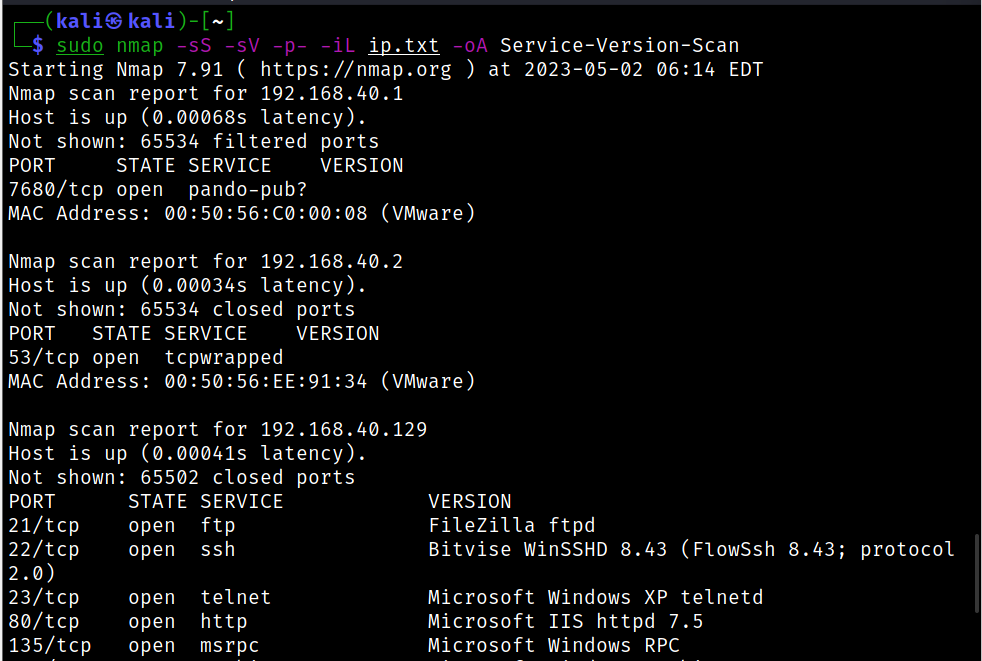 ┌──(kali㉿kali)-[~]
└─$ sudo nmap -sS -sV -p- -iL ip.txt -oA Service-Version-Scan
Starting Nmap 7.91 ( https://nmap.org ) at 2023-05-02 06:14 EDT
Nmap scan report for 192.168.40.1
Host is up (0.00068s latency).
Not shown: 65534 filtered ports
PORT     STATE SERVICE    VERSION
7680/tcp open  pando-pub?
MAC Address: 00:50:56:C0:00:08 (VMware)

Nmap scan report for 192.168.40.2
Host is up (0.00034s latency).
Not shown: 65534 closed ports
PORT   STATE SERVICE    VERSION
53/tcp open  tcpwrapped
MAC Address: 00:50:56:EE:91:34 (VMware)

Nmap scan report for 192.168.40.129
Host is up (0.00041s latency).
Not shown: 65502 closed ports
PORT      STATE SERVICE            VERSION
21/tcp    open  ftp                FileZilla ftpd
22/tcp    open  ssh                Bitvise WinSSHD 8.43 (FlowSsh 8.43; protocol
2.0)
23/tcp    open  telnet             Microsoft Windows XP telnetd
80/tcp    open  http               Microsoft IIS httpd 7.5
135/tcp   open  msrpc              Microsoft Windows RPC